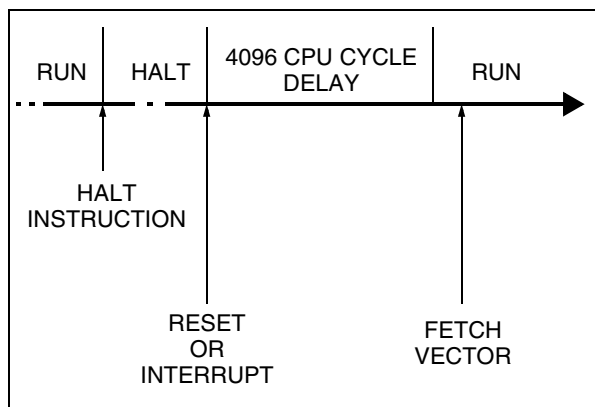 RUN
HALT
4096 CPU CYCLE
DELAY
RUN
HALT
INSTRUCTION
RESET
OR
INTERRUPT
FETCH
VECTOR